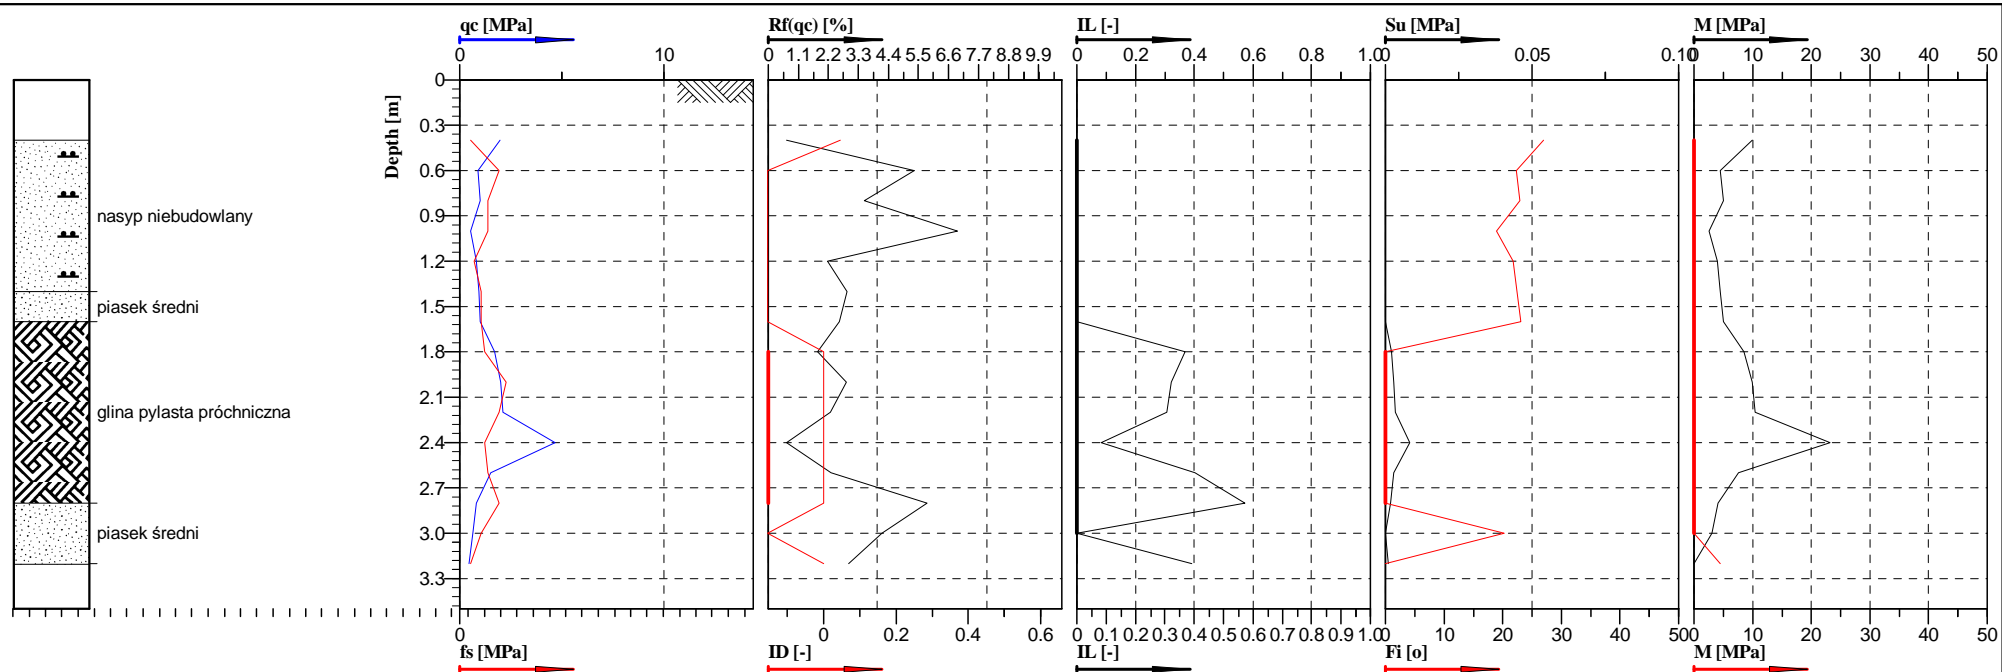 qc [MPa] Rf(qc) [%] IL [-] Su [MPa] M [MPa]
0 10 0 1.1 2.2 3.3 4.4 5.5 6.6 7.7 8.8 9.9 0 0.2 0.4 0.6 0.8 1.0 0 0.05 0.10 0 10 20 30 40 50
Depth [m]
0
0.3
0.6
0.9
1.2
1.5
1.8
2.1
2.4
2.7
3.0
3.3
nasyp niebudowlany
piasek średni
glina pylasta próchniczna
piasek średni
0 0 0.2 0.4 0.6 0 0.1 0.2 0.3 0.4 0.5 0.6 0.7 0.8 0.9 1.0 0 10 20 30 40 50 0 10 20 30 40 50
fs [MPa] ID [-] IL [-] Fi [o] M [MPa]